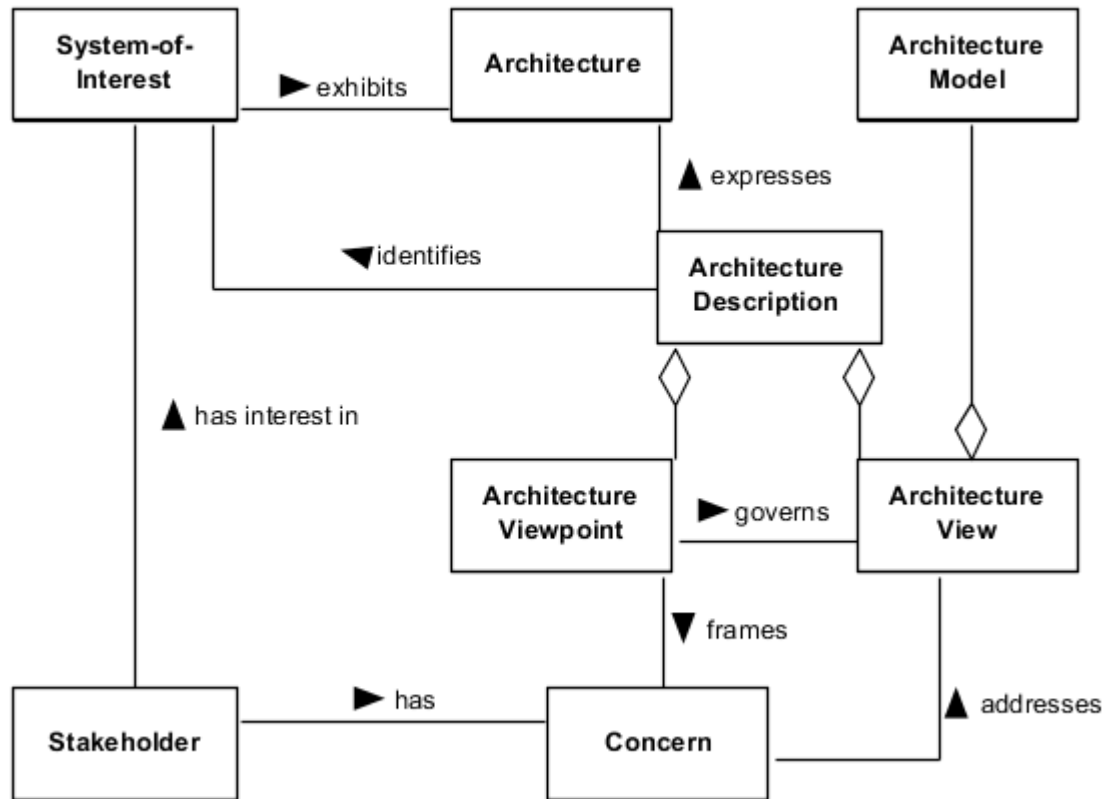 System-of-
Interest
Architecture
Architecture
Model
exhibits
expresses
identifies
Architecture
Description
has interest in
Architecture
Viewpoint
governs
Architecture
View
frames
Stakeholder
has
Concern
addresses